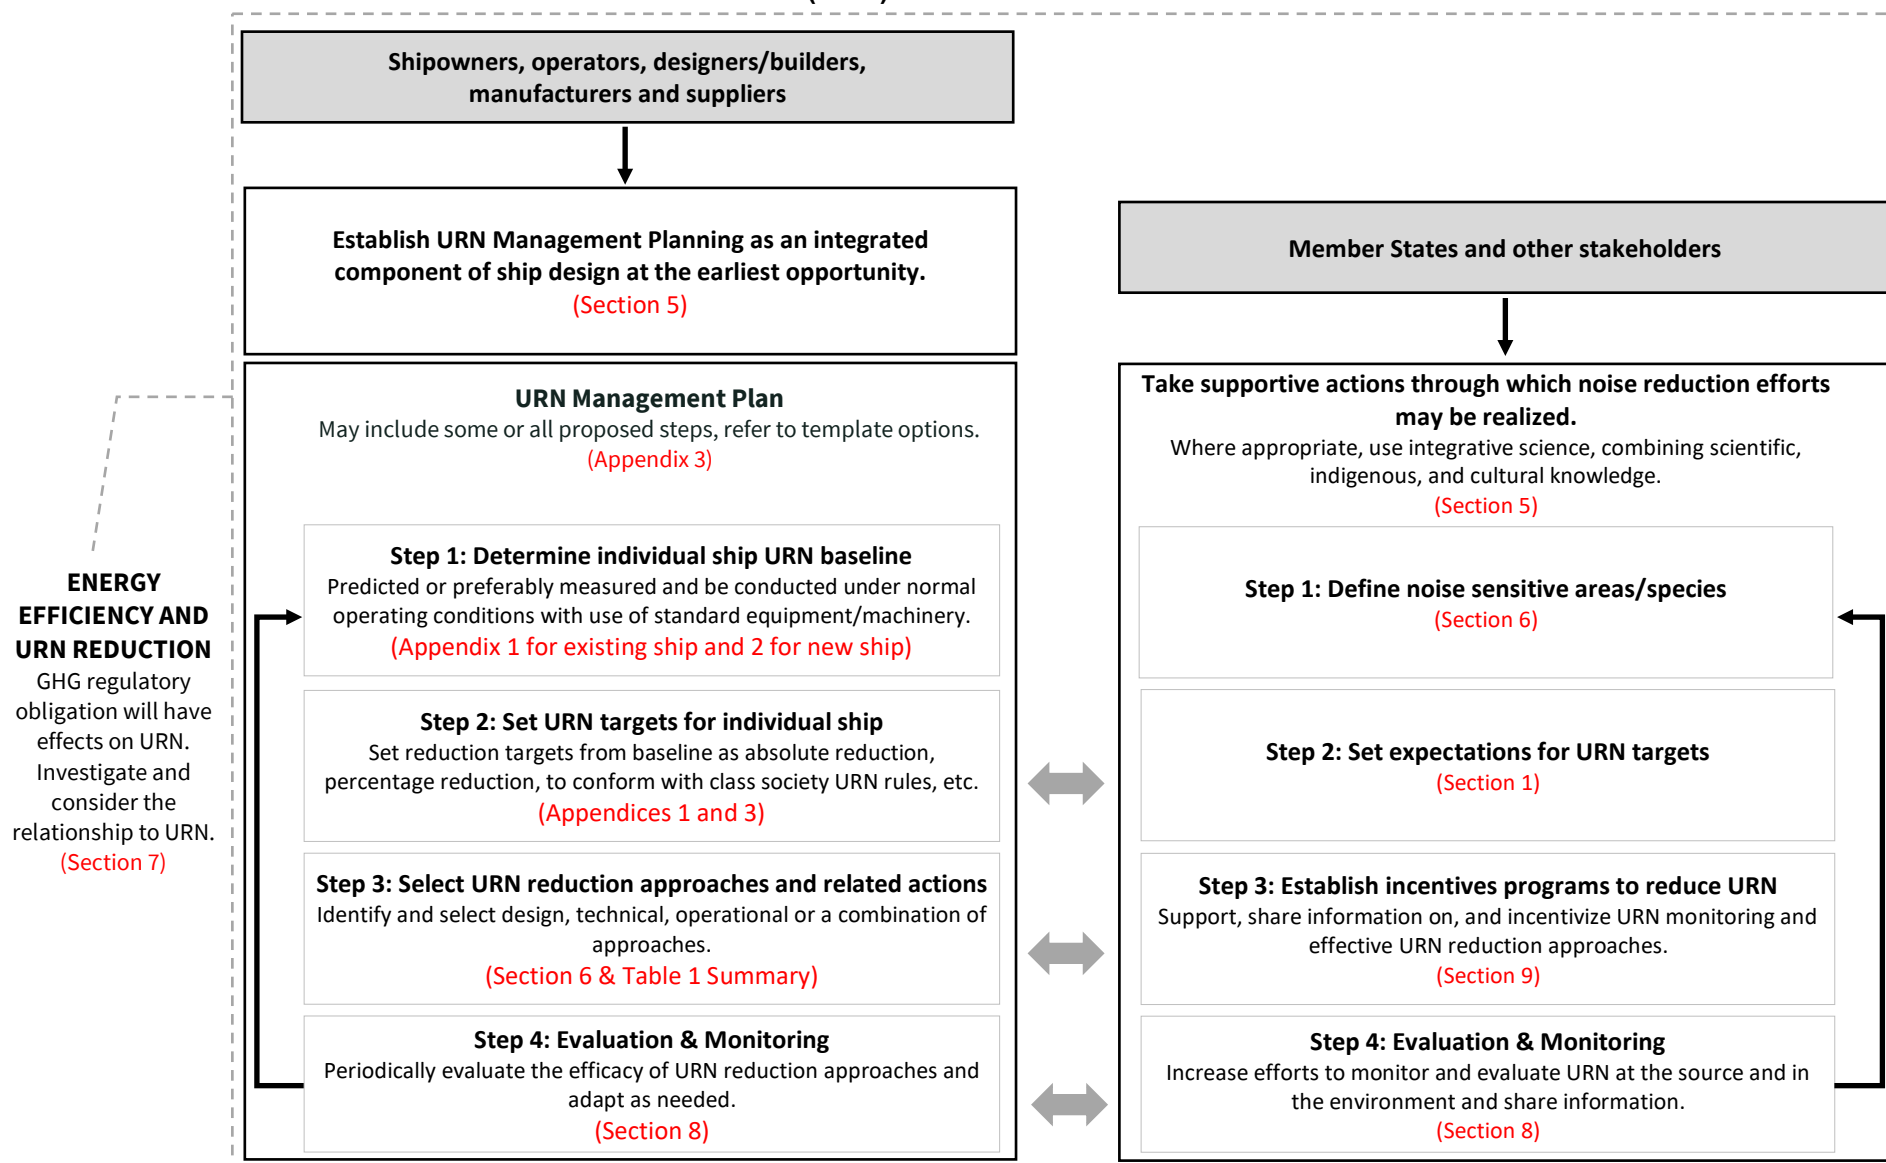 Shipowners, operators, designers/builders,
manufacturers and suppliers
Establish URN Management Planning as an integrated
component of ship design at the earliest opportunity.
(Section 5)
URN Management Plan
May include some or all proposed steps, refer to template options.
(Appendix 3)
Step 1: Determine individual ship URN baseline
Predicted or preferably measured and be conducted under normal
operating conditions with use of standard equipment/machinery.
(Appendix 1 for existing ship and 2 for new ship)
Step 2: Set URN targets for individual ship
Set reduction targets from baseline as absolute reduction,
percentage reduction, to conform with class society URN rules, etc.
(Appendices 1 and 3)
Step 3: Select URN reduction approaches and related actions
Identify and select design, technical, operational or a combination of
approaches.
(Section 6 & Table 1 Summary)
Step 4: Evaluation & Monitoring
Periodically evaluate the efficacy of URN reduction approaches and
adapt as needed.
(Section 8)
Member States and other stakeholders
Take supportive actions through which noise reduction efforts
may be realized.
Where appropriate, use integrative science, combining scientific,
indigenous, and cultural knowledge.
(Section 5)
Step 1: Define noise sensitive areas/species
(Section 6)
Step 2: Set expectations for URN targets
(Section 1)
Step 3: Establish incentives programs to reduce URN
Support, share information on, and incentivize URN monitoring and
effective URN reduction approaches.
(Section 9)
Step 4: Evaluation & Monitoring
Increase efforts to monitor and evaluate URN at the source and in
the environment and share information.
(Section 8)
ENERGY
EFFICIENCY AND
URN REDUCTION
GHG regulatory
obligation will have
effects on URN.
Investigate and
consider the
relationship to URN.
(Section 7)